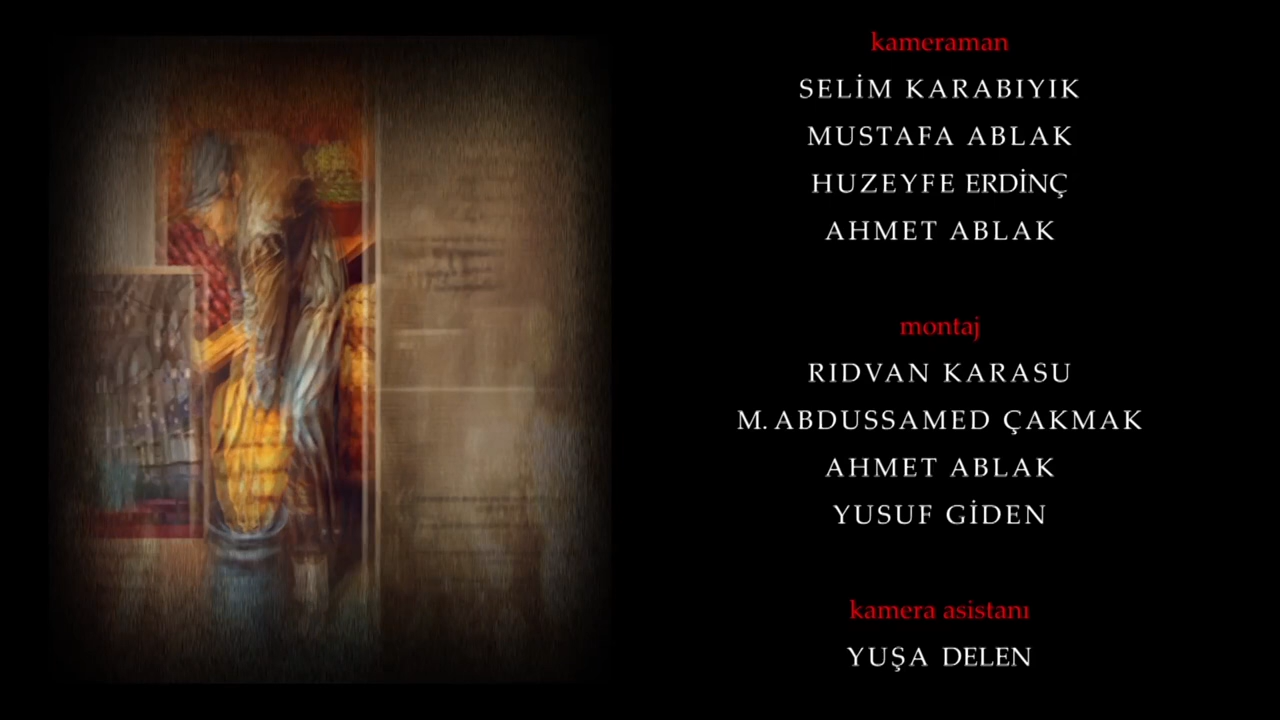 kameraman
SELİM KARABIYIK
MUSTAFA ABLAK
HUZEYFE ERDİNÇ
AHMET ABLAK
montaj
RIDVAN KARASU
M. ABDUSSAMED ÇAKMAK
AHMET ABLAK
YUSUF GİDEN
kamera asistanı
YUŞA DELEN